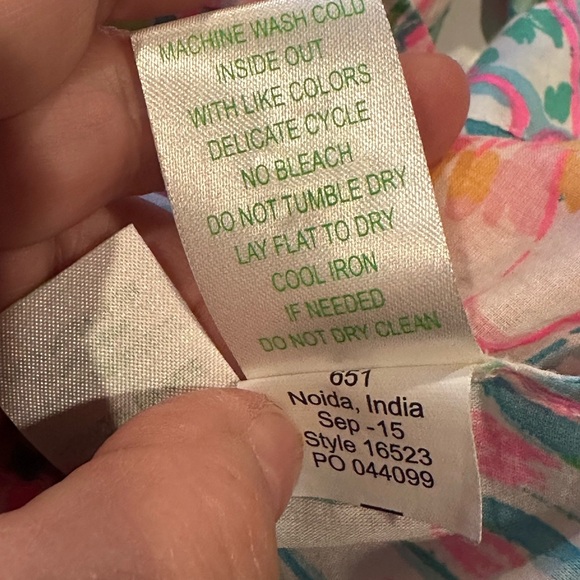 MACHINE WASH COLD
INSIDE OUT
WITH LIKE COLORS
DELICATE CYCLE
NO BLEACH
DO NOT TUMBLE DRY
LAY FLAT TO DRY
COOL IRON
IF NEEDED
DO NOT DRY CLEAN
651
Noida, India
Sep -15
Style 16523
PO 044099